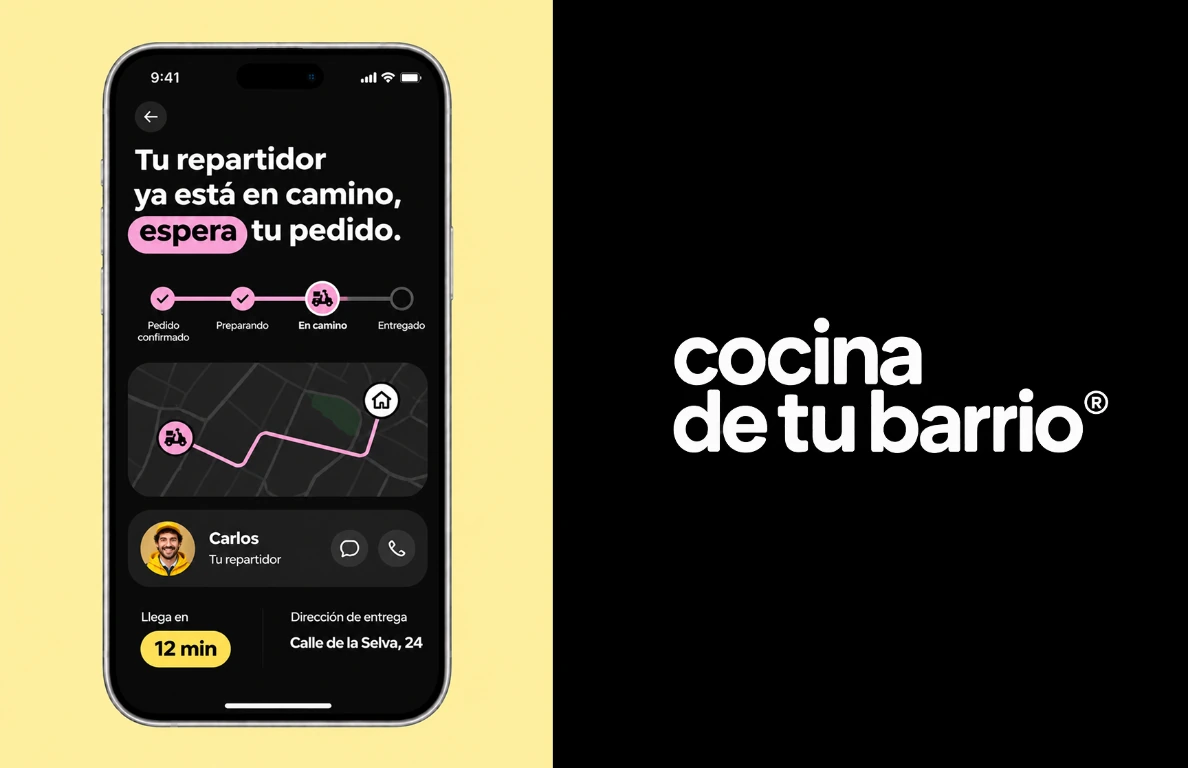 9:41
Tu repartidor
ya está en camino,
espera tu pedido.
Pedido
confirmado
Preparando
En camino
Entregado
Carlos
Tu repartidor
Llega en
12 min
Dirección de entrega
Calle de la Selva, 24
cocina
de tu barrio®